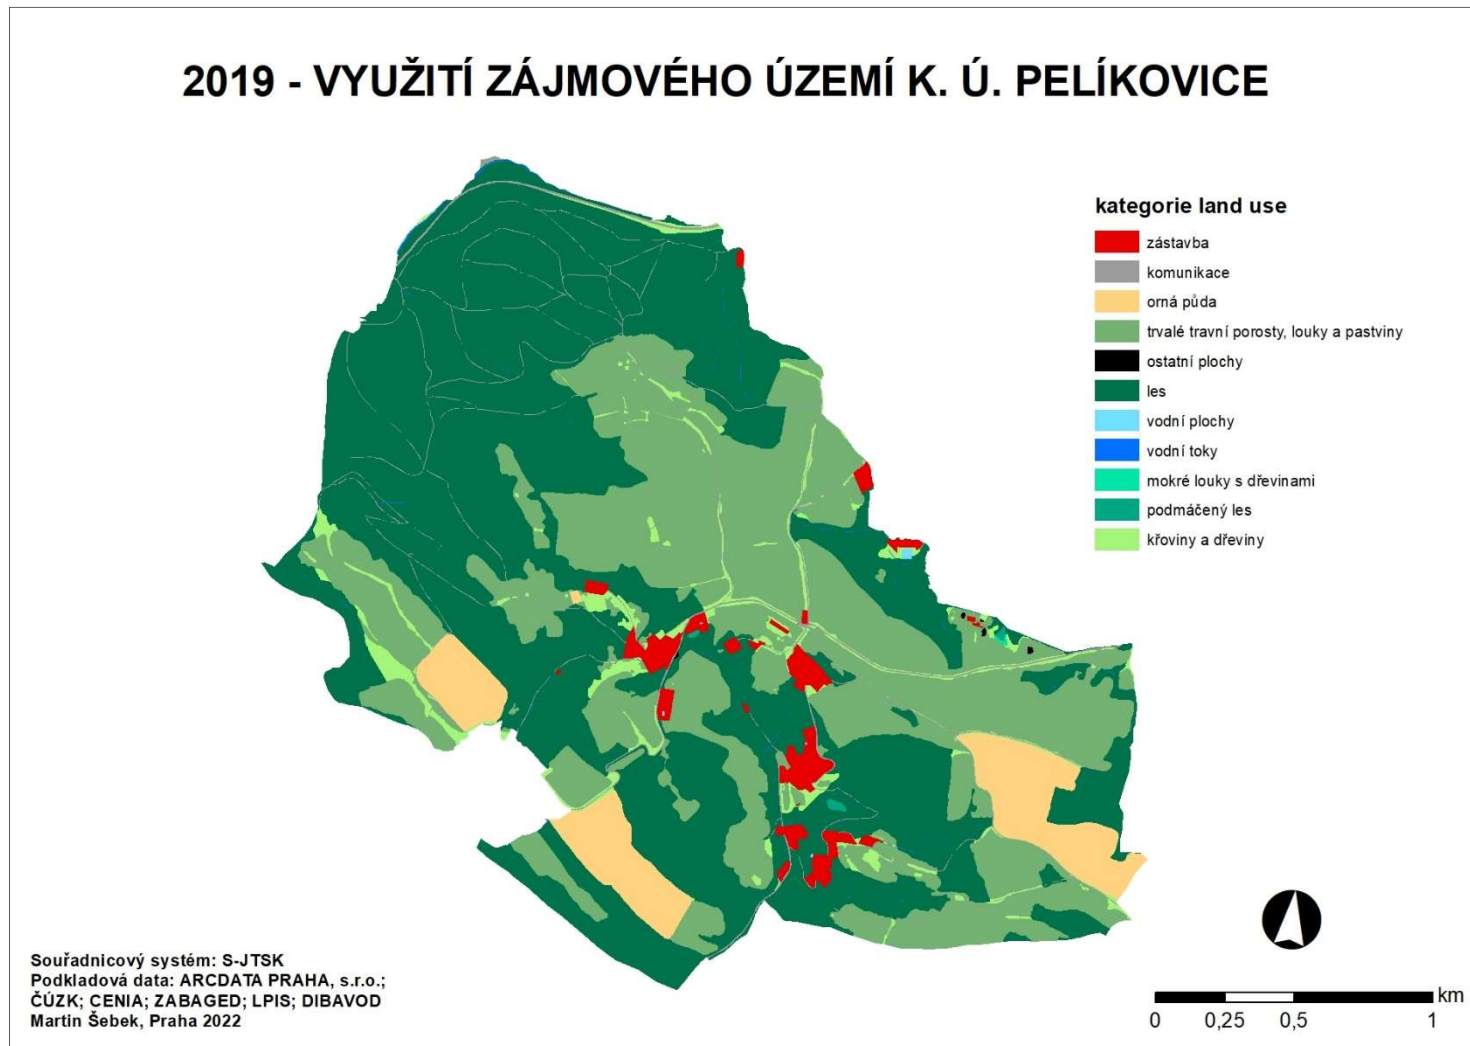 2019 - VYUŽITÍ ZÁJMOVÉHO ÚZEMÍ K. Ú. PELÍKOVICE
kategorie land use
zástavba
komunikace
orná půda
trvalé travní porosty, louky a pastviny
ostatní plochy
les
vodní plochy
vodní toky
mokré louky s dřevinami
podmáčený les
křoviny a dřeviny
Souřadnicový systém: S-JTSK
Podkladová data: ARCDATA PRAHA, s.r.o.;
ČÚZK; CENIA; ZABAGED; LPIS; DIBAVOD
Martin Šebek, Praha 2022
km
0 0,25 0,5 1